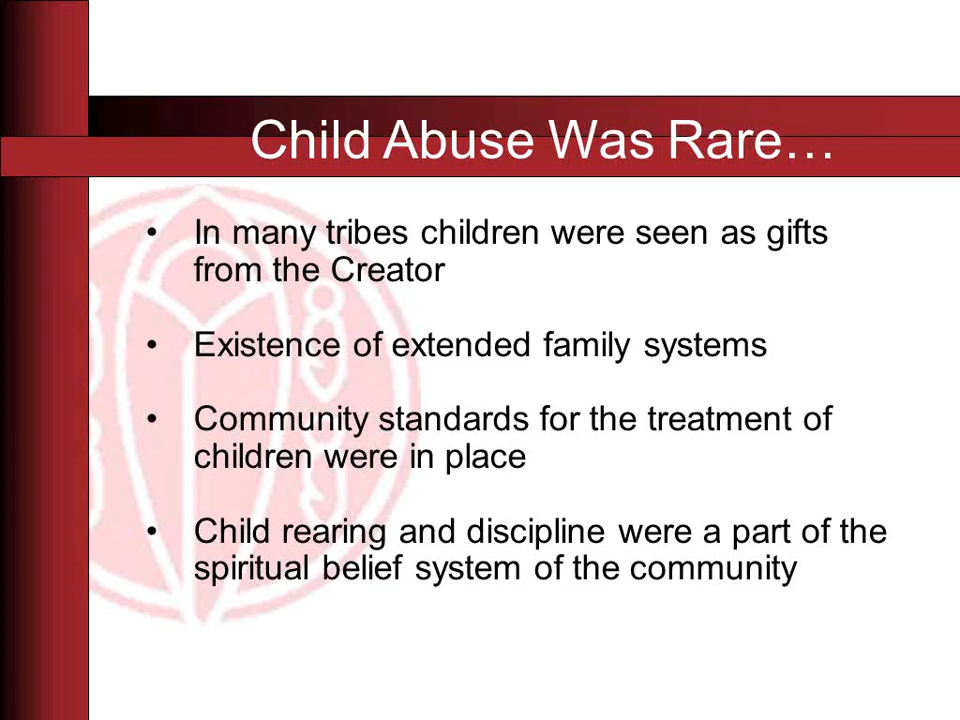 Child Abuse Was Rare…
• In many tribes children were seen as gifts
from the Creator
• Existence of extended family systems
• Community standards for the treatment of
children were in place
• Child rearing and discipline were a part of the
spiritual belief system of the community